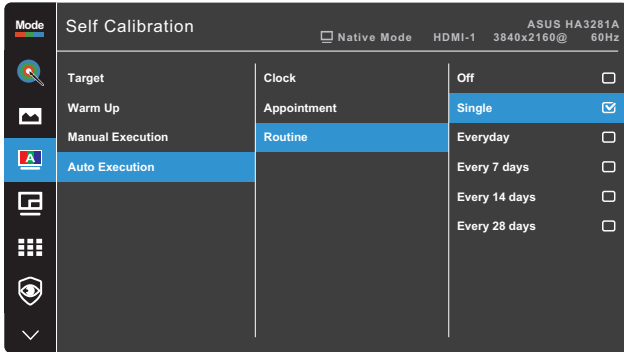 Mode
Self Calibration
Native Mode HDMI-1 3840x2160@ 60Hz
ASUS HA3281A
Target
Warm Up
Manual Execution
Auto Execution
Clock
Appointment
Routine
Off
Single
Everyday
Every 7 days
Every 14 days
Every 28 days
A